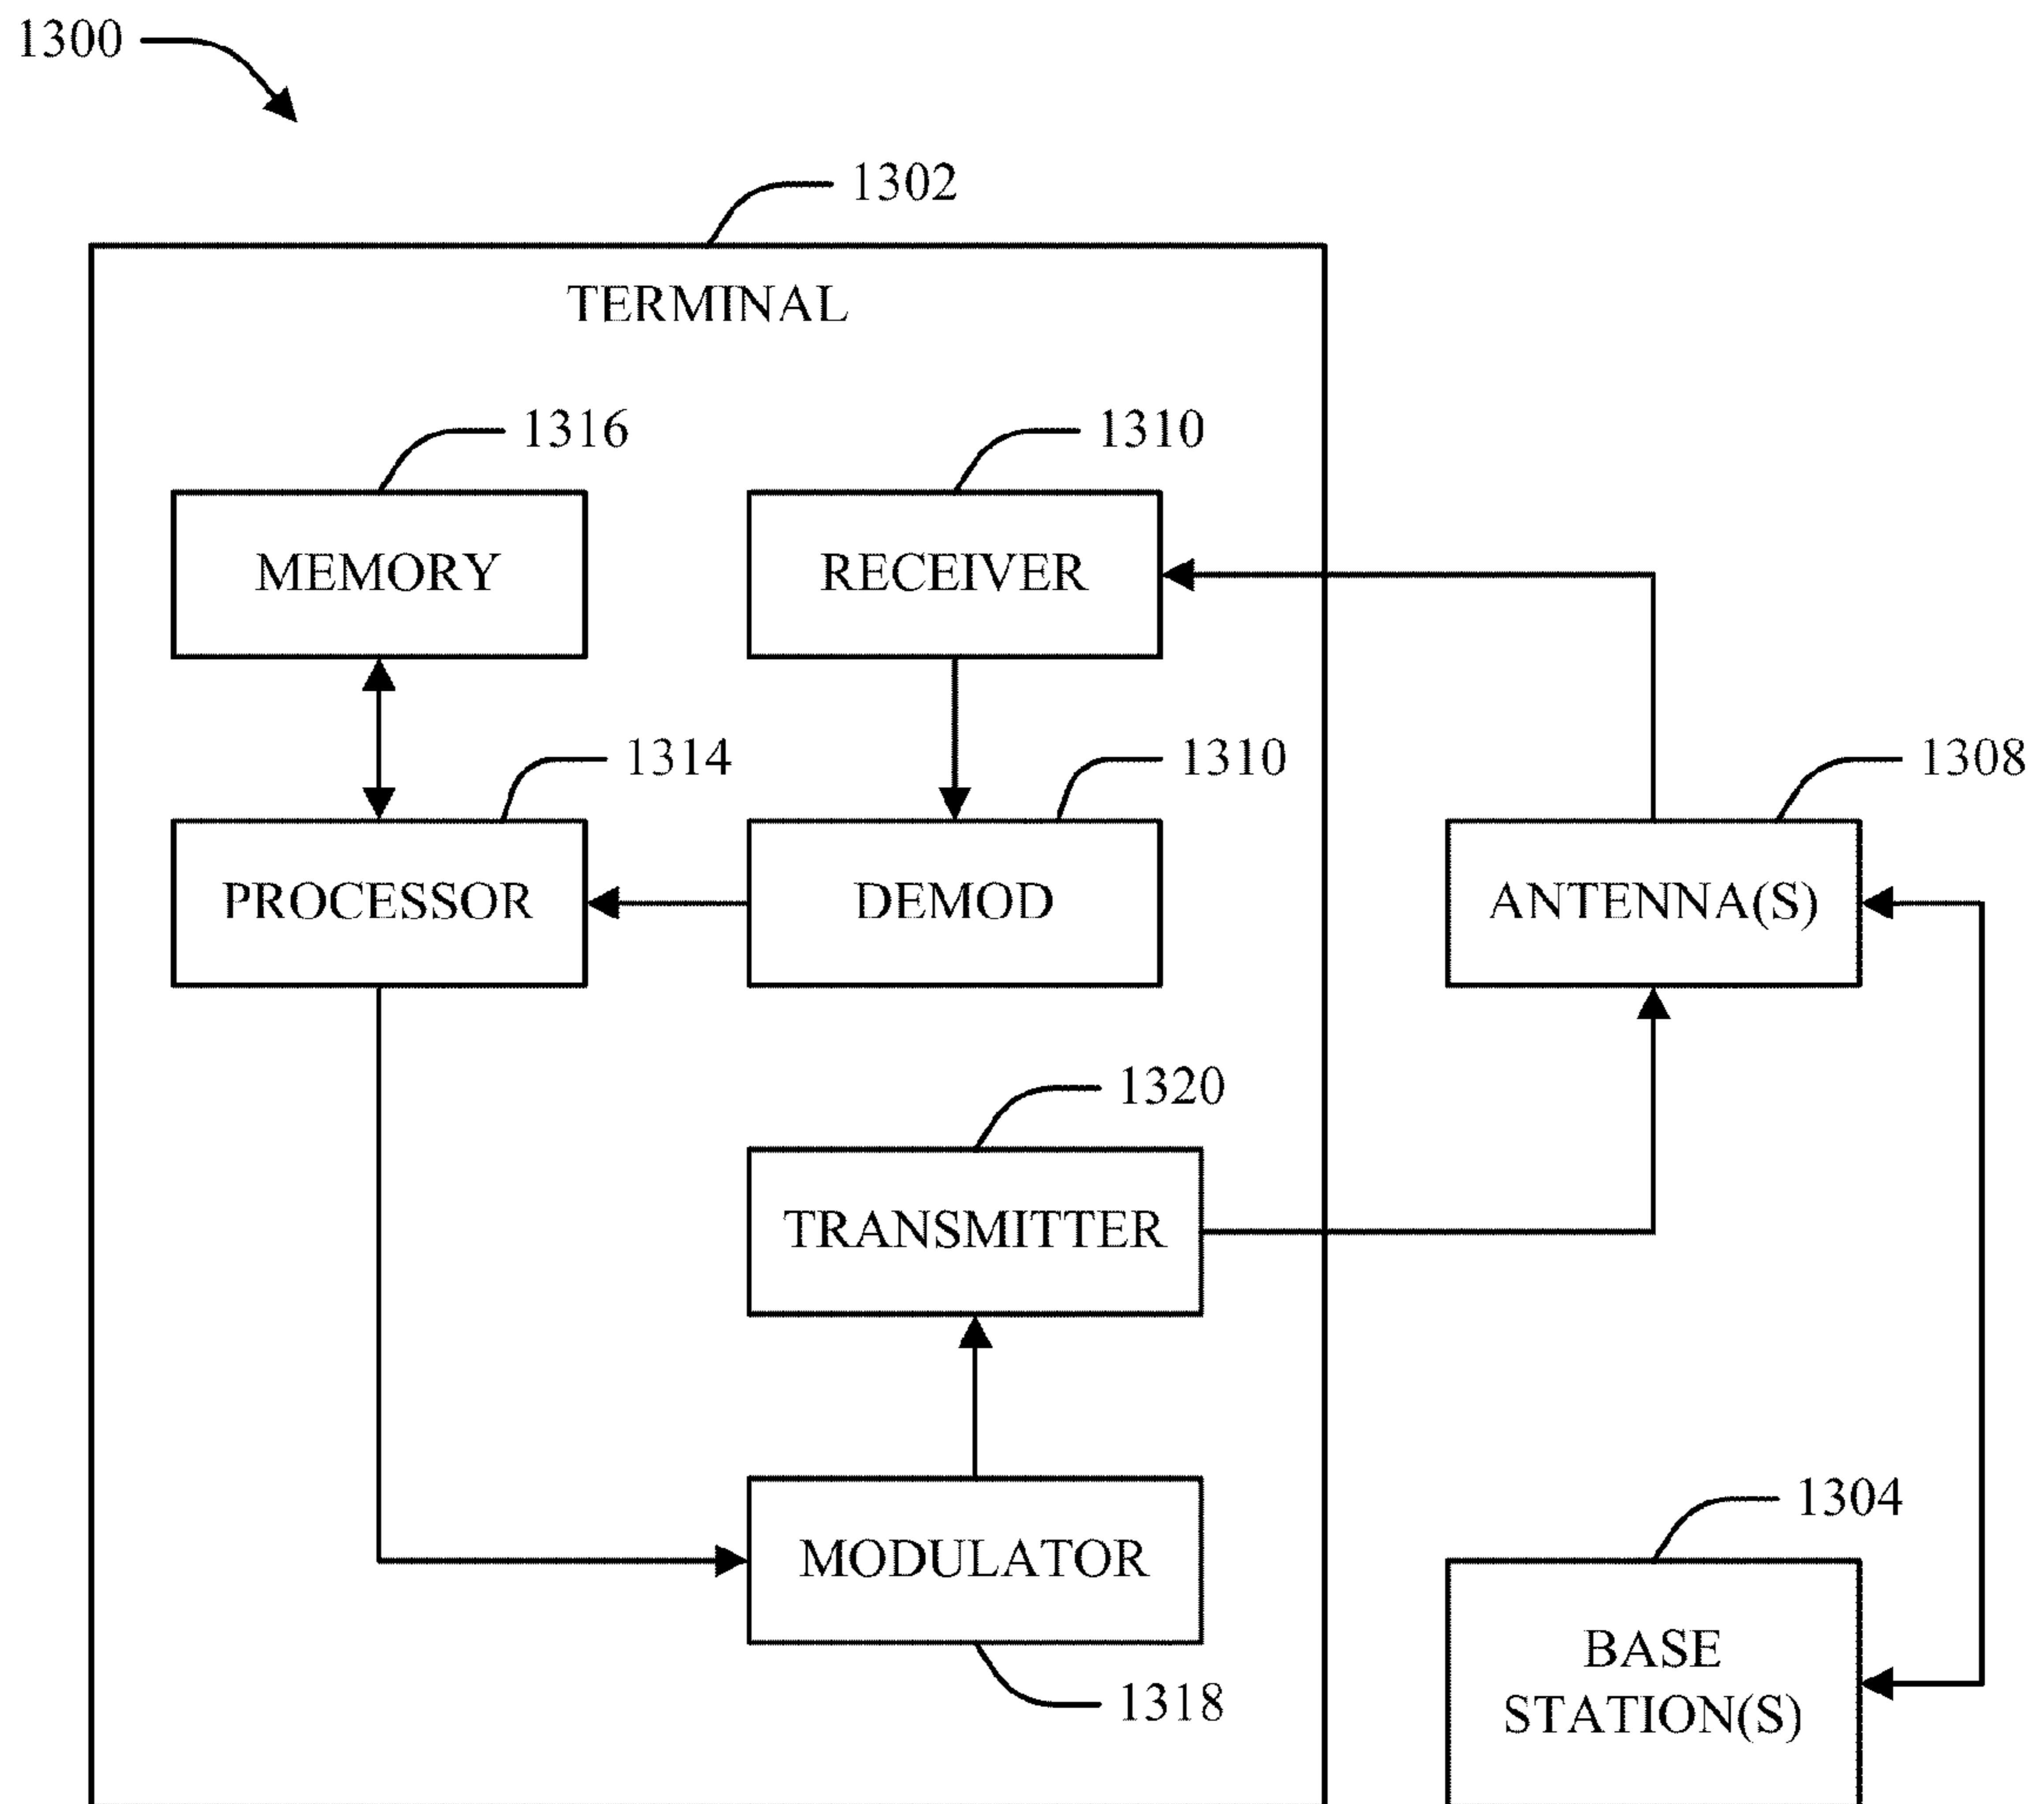 1300
1302
TERMINAL
1316
1310
MEMORY
RECEIVER
1314
1310
1308
PROCESSOR
DEMOD
ANTENNA(S)
1320
TRANSMITTER
1304
MODULATOR
BASE
STATION(S)
1318